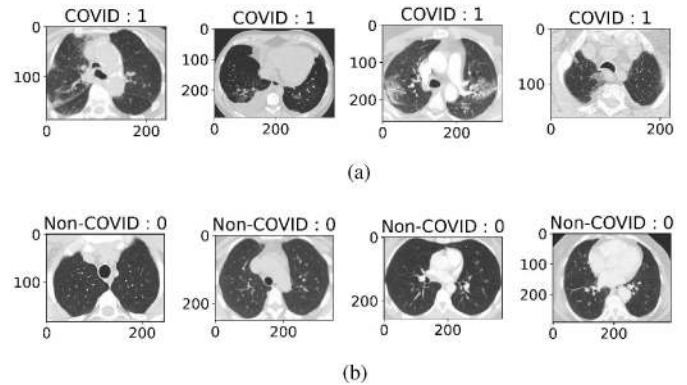 COVID : 1 COVID : 1 COVID : 1 COVID : 1
0 0 0 0
100 100 100 100
200 200
0 200 0 200 0 200 0 200
(a)
Non-COVID : 0 Non-COVID : 0 Non-COVID : 0 Non-COVID : 0
0 0 0 0
100 100 100 100
200 200 200
0 200 0 200 0 200 0 200
(b)